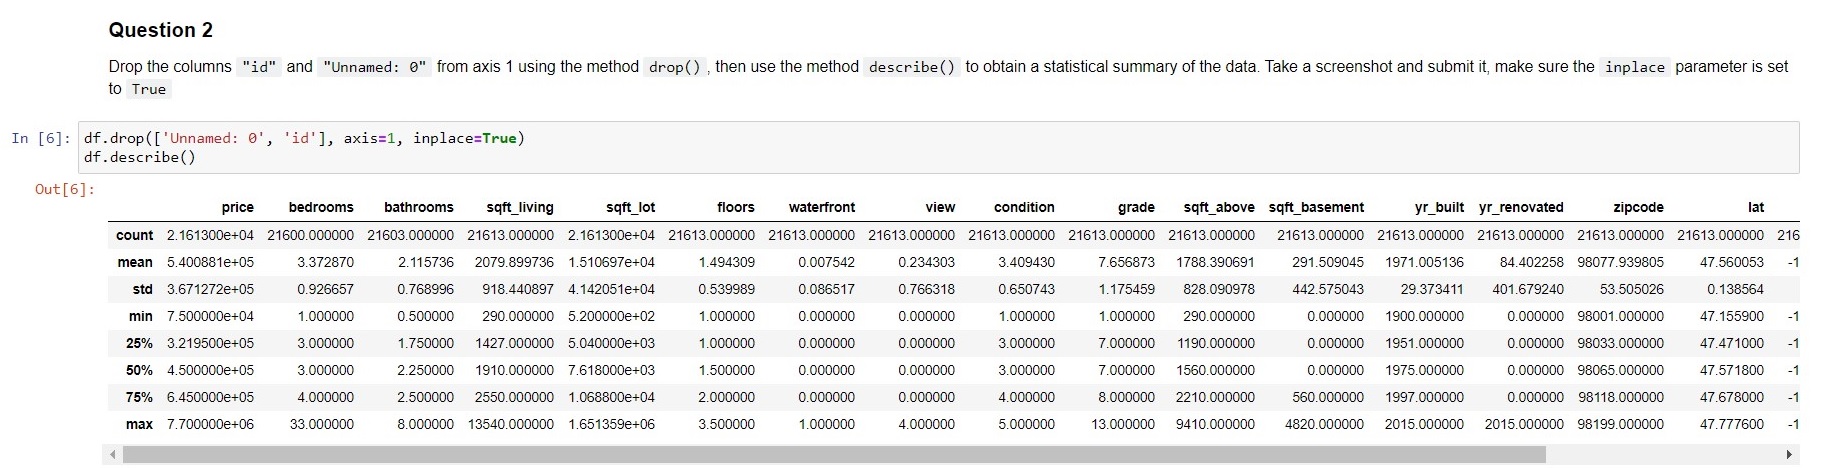 Question 2
Drop the columns "id" and "Unnamed: 0" from axis 1 using the method drop() , then use the method describe() to obtain a statistical summary of the data. Take a screenshot and submit it, make sure the inplace parameter is set
to True
In [6]: df.drop(['Unnamed: 0', 'id'], axis=1, inplace=True)
df.describe()
Out[6]:
price bedrooms bathrooms sqft_living sqft_lot floors waterfront view condition grade sqft_above sqft_basement yr_built yr_renovated zipcode lat
count 2.161300e+04 21600.000000 21603.000000 21613.000000 2.161300e+04 21613.000000 21613.000000 21613.000000 21613.000000 21613.000000 21613.000000 21613.000000 21613.000000 21613.000000 21613.000000 21613.000000 216
mean 5.400881e+05 3.372870 2.115736 2079.899736 1.510697e+04 1.494309 0.007542 0.234303 3.409430 7.656873 1788.390691 291.509045 1971.005136 84.402258 98077.939805 47.560053 -1
std 3.671272e+05 0.926657 0.768996 918.440897 4.142051e+04 0.539989 0.086517 0.766318 0.650743 1.175459 828.090978 442.575043 29.373411 401.679240 53.505026 0.138564
min 7.500000e+04 1.000000 0.500000 290.000000 5.200000e+02 1.000000 0.000000 0.000000 1.000000 1.000000 290.000000 0.000000 1900.000000 0.000000 98001.000000 47.155900 -1
25% 3.219500e+05 3.000000 1.750000 1427.000000 5.040000e+03 1.000000 0.000000 0.000000 3.000000 7.000000 1190.000000 0.000000 1951.000000 0.000000 98033.000000 47.471000 -1
50% 4.500000e+05 3.000000 2.250000 1910.000000 7.618000e+03 1.500000 0.000000 0.000000 3.000000 7.000000 1560.000000 0.000000 1975.000000 0.000000 98065.000000 47.571800 -1
75% 6.450000e+05 4.000000 2.500000 2550.000000 1.068800e+04 2.000000 0.000000 0.000000 4.000000 8.000000 2210.000000 560.000000 1997.000000 0.000000 98118.000000 47.678000 -1
max 7.700000e+06 33.000000 8.000000 13540.000000 1.651359e+06 3.500000 1.000000 4.000000 5.000000 13.000000 9410.000000 4820.000000 2015.000000 2015.000000 98199.000000 47.777600 -1